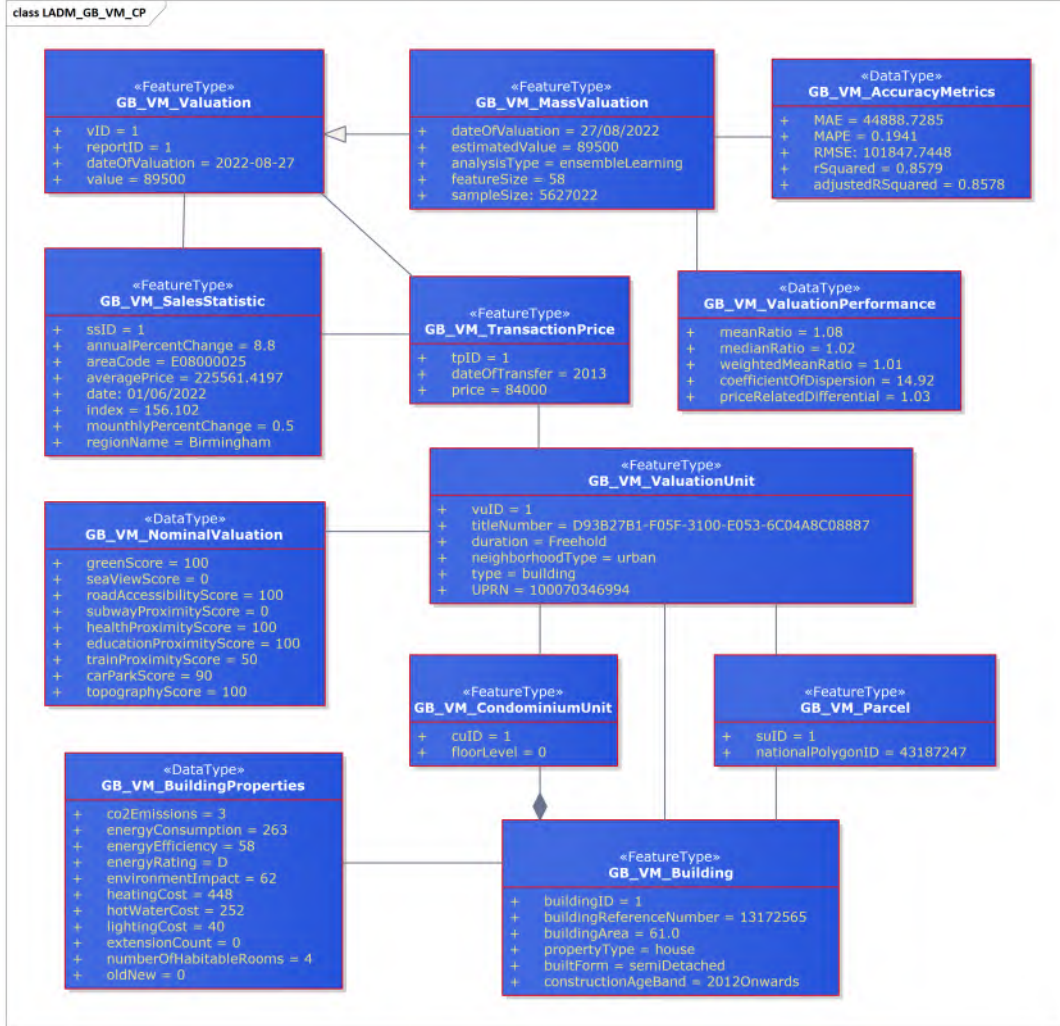 class LADM_GB_VM_CP
«FeatureType»
GB_VM_Valuation
+ vID = 1
+ reportID = 1
+ dateOfValuation = 2022-08-27
+ value = 89500
«FeatureType»
GB_VM_MassValuation
+ dateOfValuation = 27/08/2022
+ estimatedValue = 89500
+ analysisType = ensembleLearning
+ featureSize = 58
+ sampleSize: 5627022
«DataType»
GB_VM_AccuracyMetrics
+ MAE = 44888.7285
+ MAPE = 0.1941
+ RMSE: 101847.7448
+ rSquared = 0.8579
+ adjustedRSquared = 0.8578
«FeatureType»
GB_VM_SalesStatistic
+ ssID = 1
+ annualPercentChange = 8.8
+ areaCode = E08000025
+ averagePrice = 225561.4197
+ date: 01/06/2022
+ index = 156.102
+ mounthlyPercentChange = 0.5
+ regionName = Birmingham
«FeatureType»
GB_VM_TransactionPrice
+ tpID = 1
+ dateOfTransfer = 2013
+ price = 84000
«DataType»
GB_VM_ValuationPerformance
+ meanRatio = 1.08
+ medianRatio = 1.02
+ weightedMeanRatio = 1.01
+ coefficientOfDispersion = 14.92
+ priceRelatedDifferential = 1.03
«FeatureType»
GB_VM_ValuationUnit
+ vuID = 1
+ titleNumber = D93B27B1-F05F-3100-E053-6C04A8C08887
+ duration = Freehold
+ neighborhoodType = urban
+ type = building
+ UPRN = 100070346994
«DataType»
GB_VM_NominalValuation
+ greenScore = 100
+ seaViewScore = 0
+ roadAccessibilityScore = 100
+ subwayProximityScore = 0
+ healthProximityScore = 100
+ educationProximityScore = 100
+ trainProximityScore = 50
+ carParkScore = 90
+ topographyScore = 100
«FeatureType»
GB_VM_CondominiumUnit
+ cuID = 1
+ floorLevel = 0
«FeatureType»
GB_VM_Parcel
+ suID = 1
+ nationalPolygonID = 43187247
«DataType»
GB_VM_BuildingProperties
+ co2Emissions = 3
+ energyConsumption = 263
+ energyEfficiency = 58
+ energyRating = D
+ environmentImpact = 62
+ heatingCost = 448
+ hotWaterCost = 252
+ lightingCost = 40
+ extensionCount = 0
+ numberOfHabitableRooms = 4
+ oldNew = 0
«FeatureType»
GB_VM_Building
+ buildingID = 1
+ buildingReferenceNumber = 13172565
+ buildingArea = 61.0
+ propertyType = house
+ builtForm = semiDetached
+ constructionAgeBand = 2012Onwards